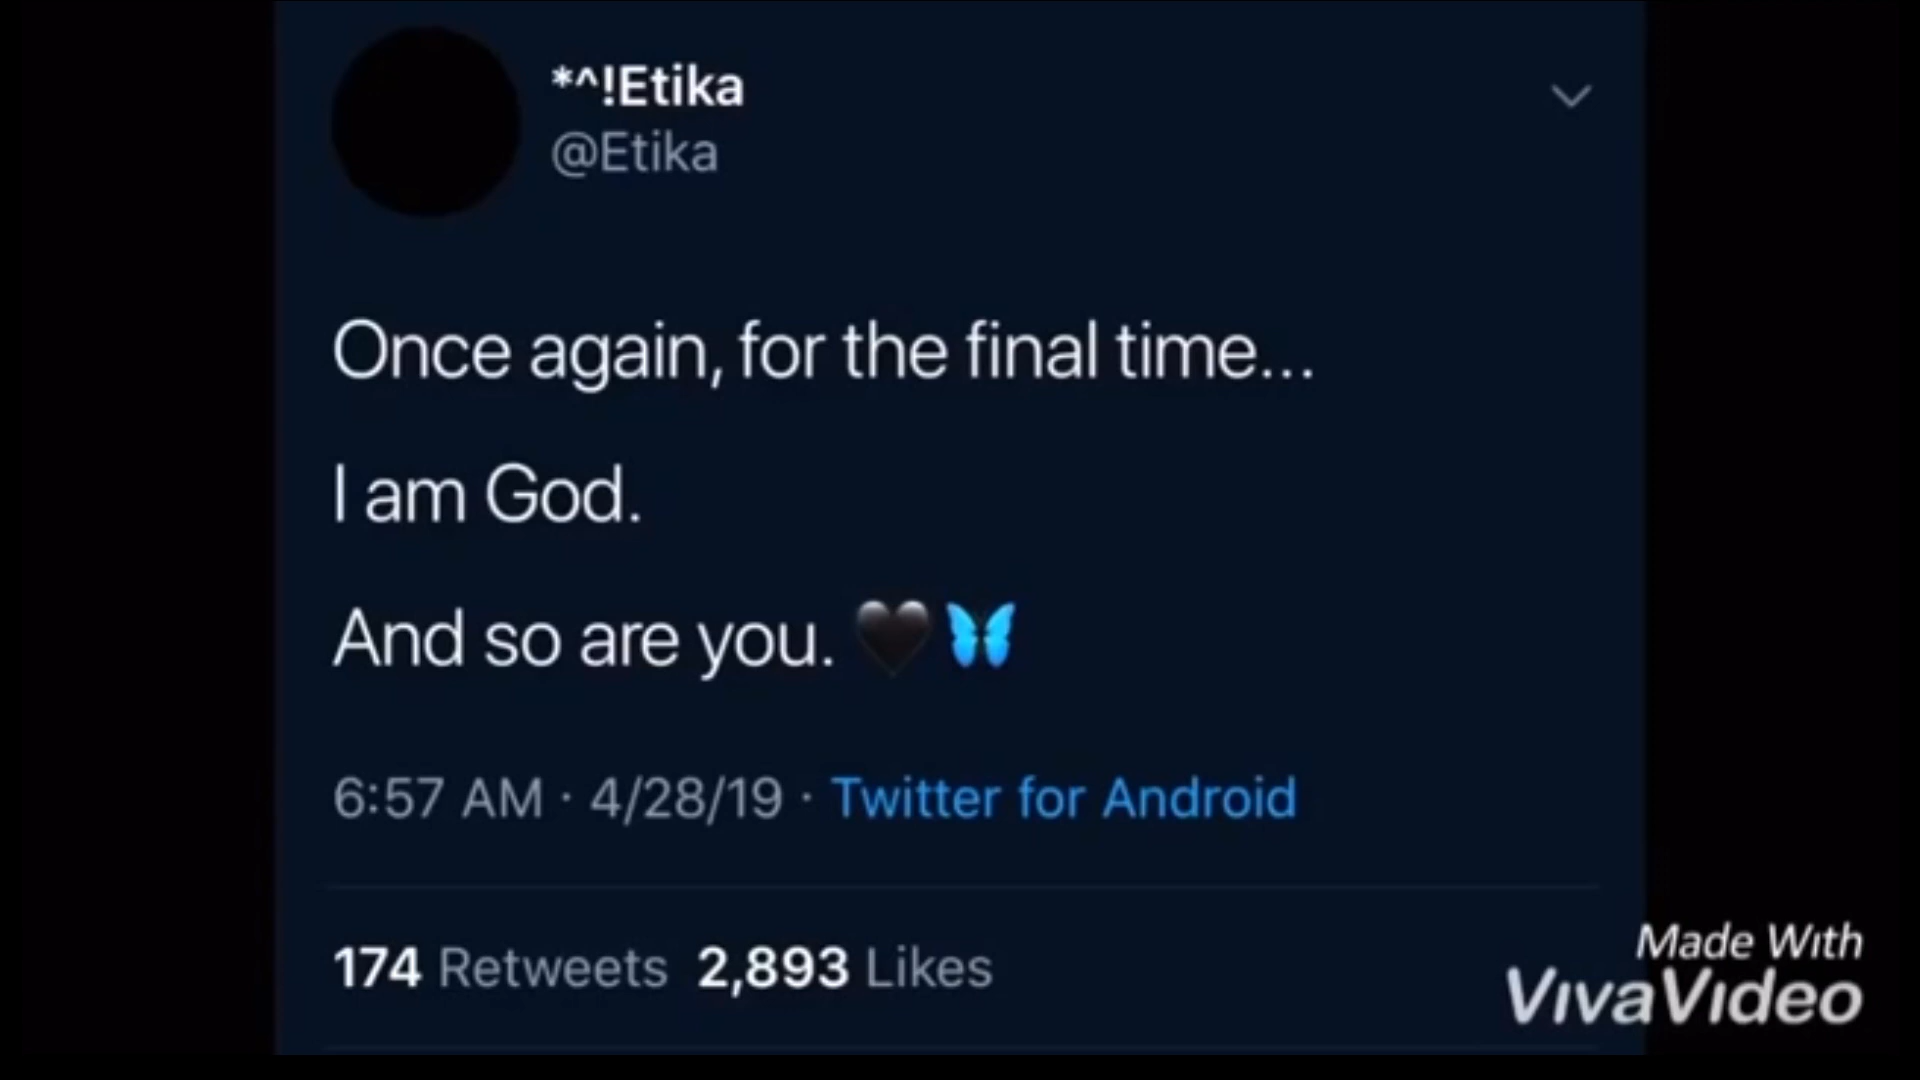 *^!Etika
@Etika
Once again, for the final time...
I am God.
And so are you. 🖤🦋
6:57 AM · 4/28/19 · Twitter for Android
174 Retweets 2,893 Likes
Made With
VivaVideo